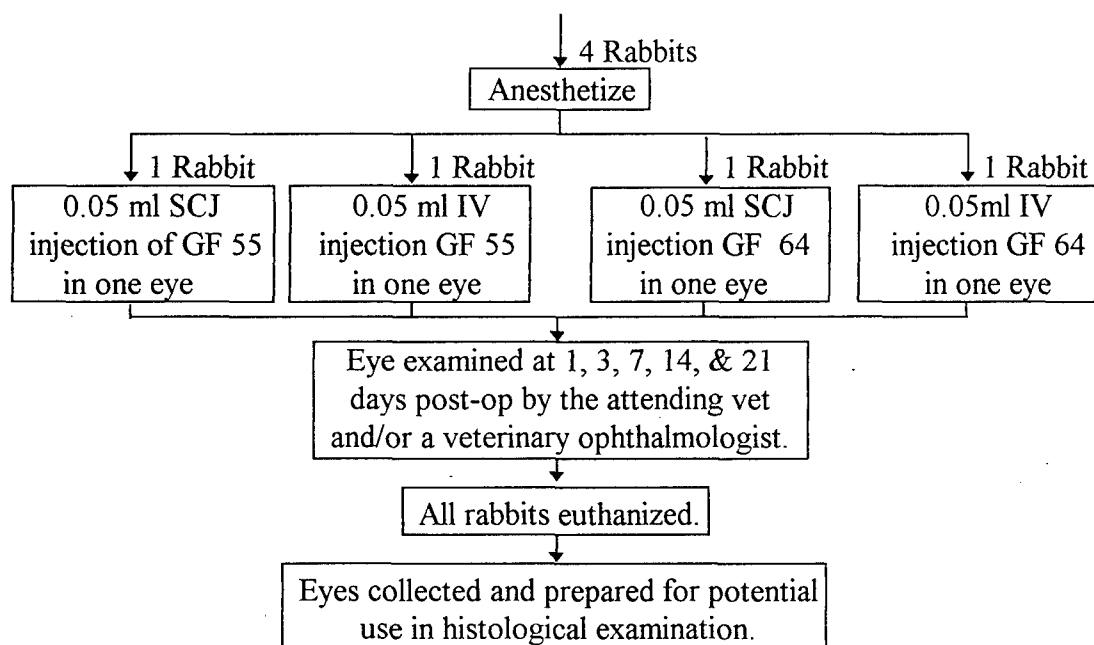 4 Rabbits
Anesthetize
1 Rabbit
1 Rabbit
1 Rabbit
1 Rabbit
0.05 ml SCJ
injection of GF 55
in one eye
0.05 ml IV
injection GF 55
in one eye
0.05 ml SCJ
injection GF 64
in one eye
0.05ml IV
injection GF 64
in one eye
Eye examined at 1, 3, 7, 14, & 21
days post-op by the attending vet
and/or a veterinary ophthalmologist.
All rabbits euthanized.
Eyes collected and prepared for potential
use in histological examination.